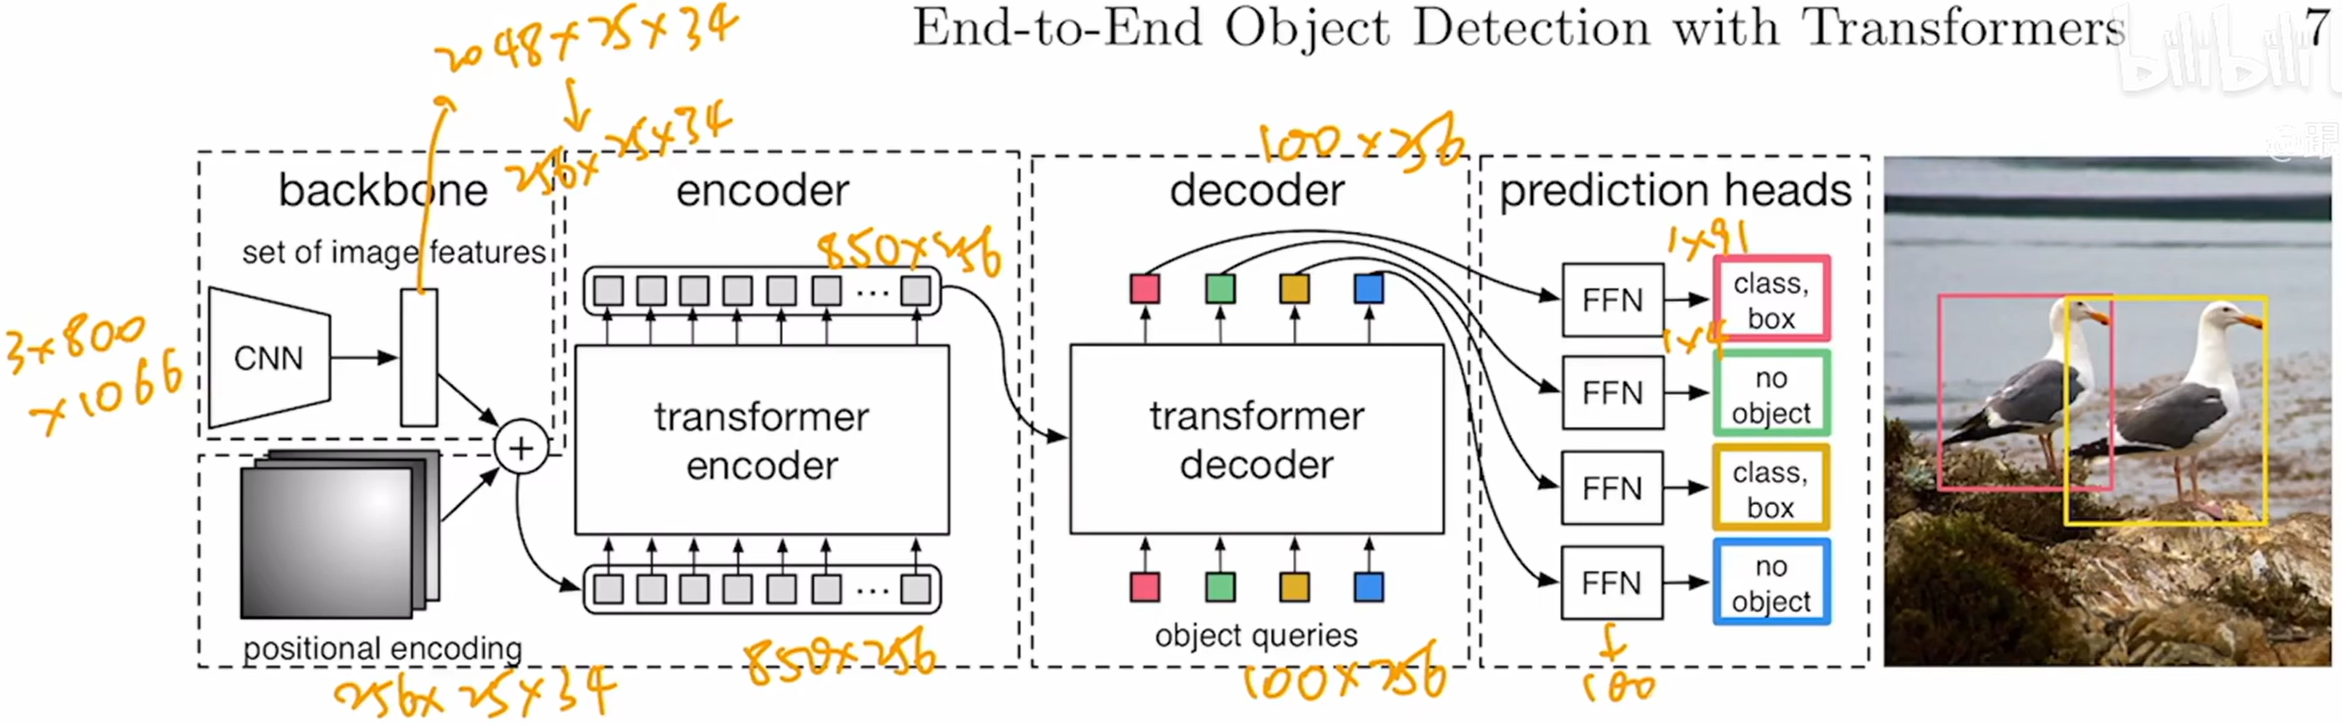 End-to-End Object Detection with Transformers 7
bilibili
2048×25×34
256×25×34
100×256
backbone
encoder
decoder
prediction heads
set of image features
850×256
1×91
3×800
×1066
CNN
FFN
class,
box
1×4
FFN
no
object
transformer
encoder
transformer
decoder
FFN
class,
box
FFN
no
object
positional encoding
object queries
256×25×34
850×256
100×256
100